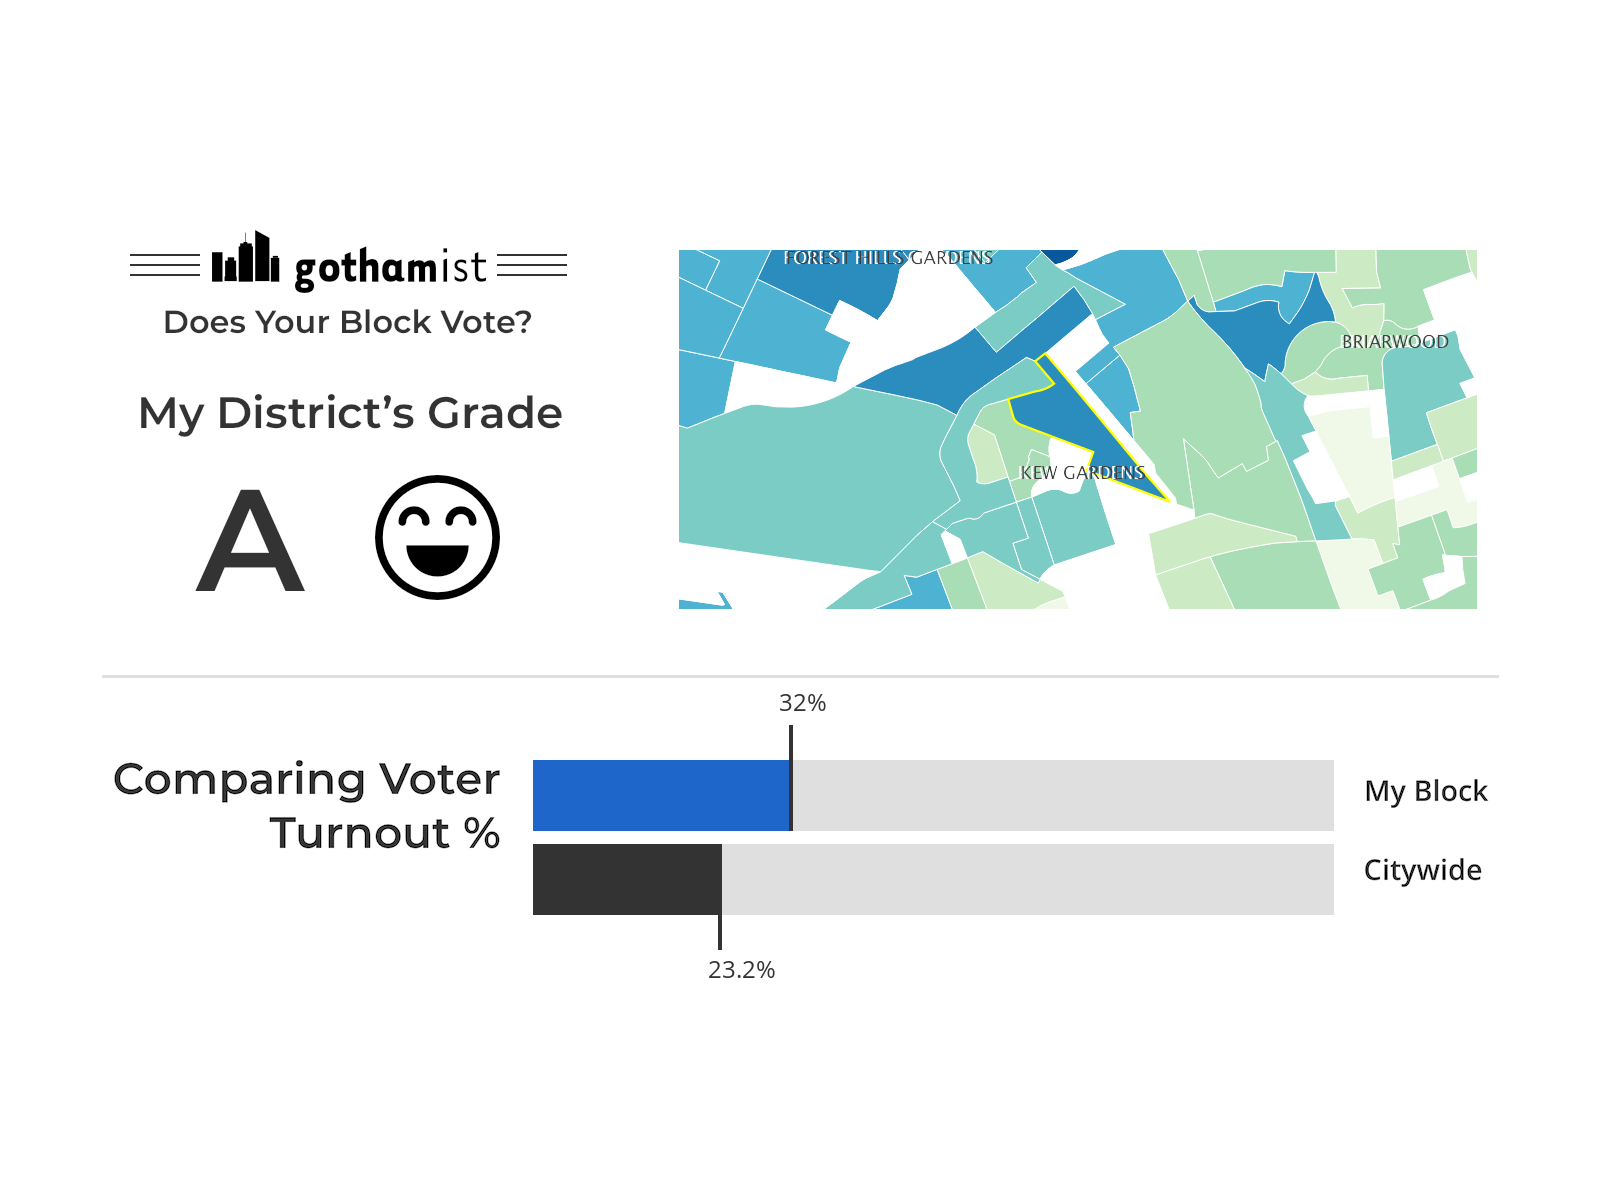 gothamist
Does Your Block Vote?
My District's Grade
A
FOREST HILLS GARDENS
BRIARWOOD
KEW GARDENS
32%
Comparing Voter
Turnout %
My Block
Citywide
23.2%